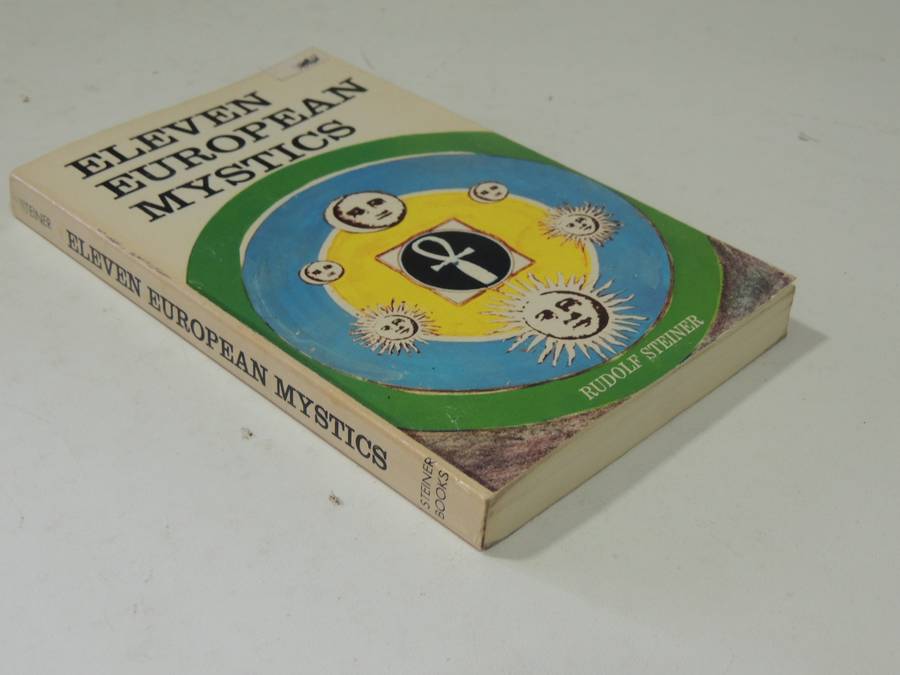 ELEVEN
EUROPEAN
MYSTICS
RUDOLF STEINER
STEINER
ELEVEN EUROPEAN MYSTICS
STEINER
BOOKS